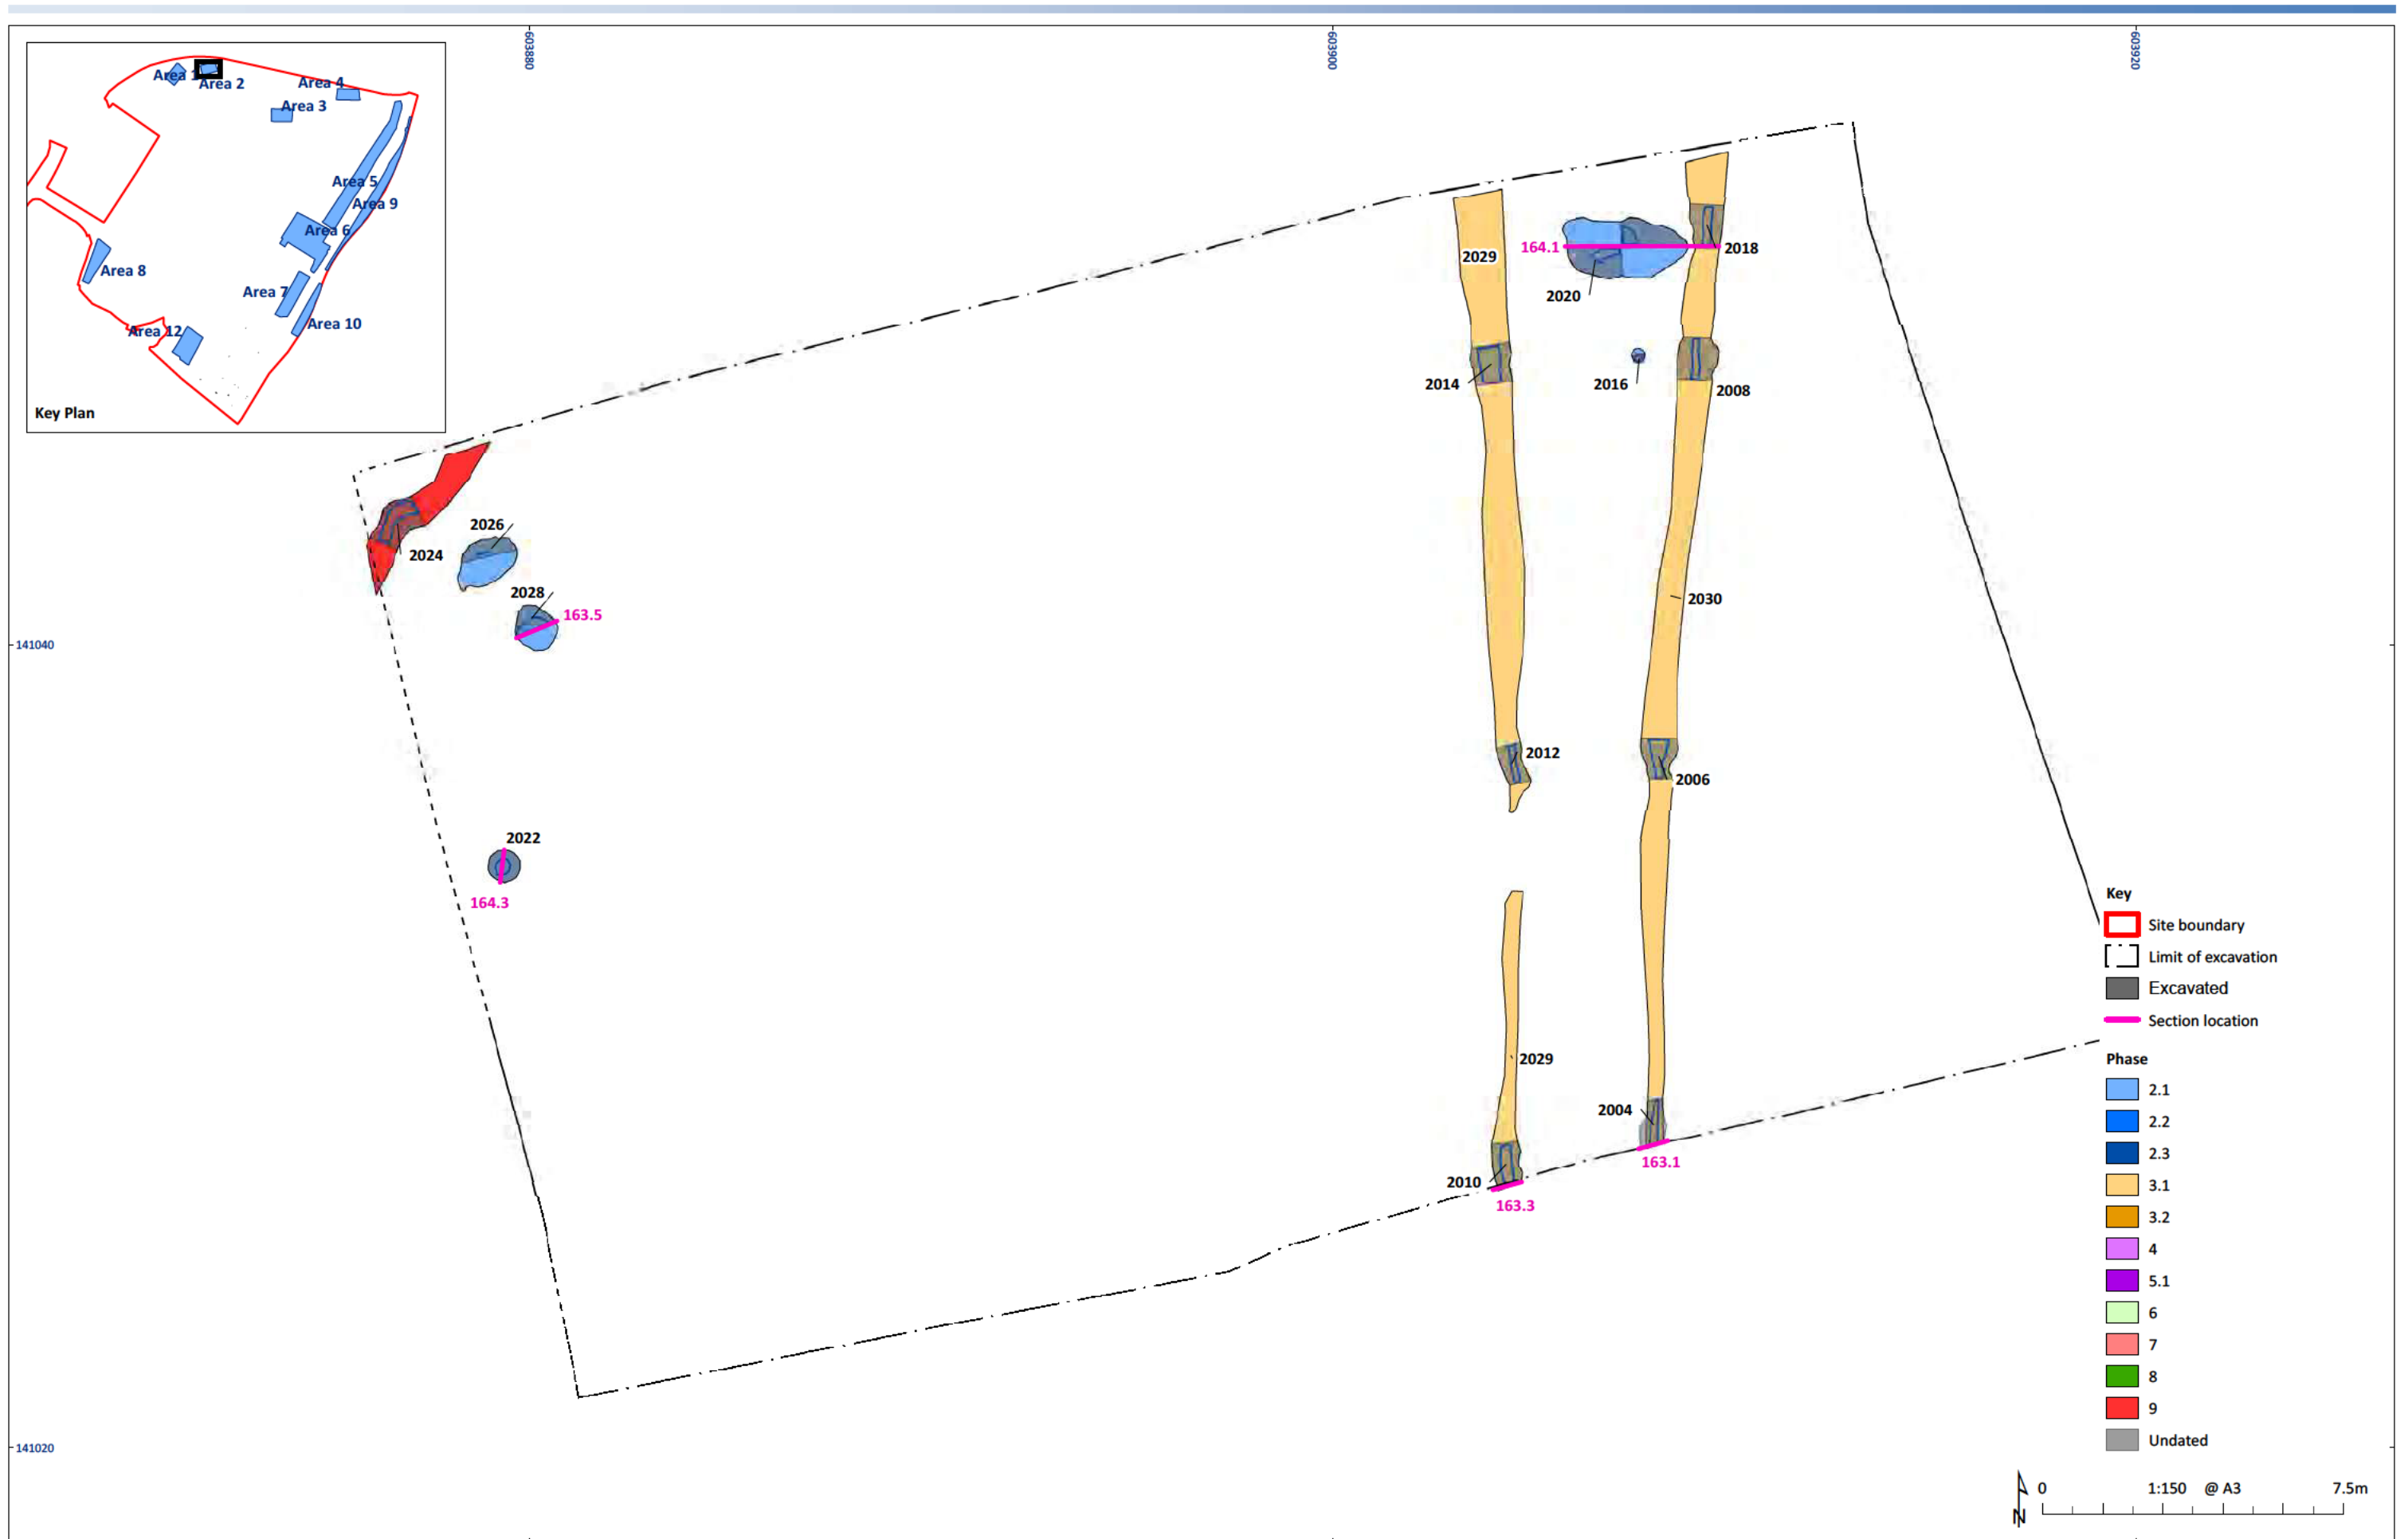 603880
603900
603920
Area 1
Area 2
Area 4
Area 3
Area 5
Area 9
Area 6
Area 8
Area 7
Area 10
Area 12
Key Plan
2029
164.1
2018
2020
2014
2016
2008
2026
2024
2028
163.5
2030
141040
2012
2006
2022
164.3
2029
2004
163.1
2010
163.3
141020
Key
Site boundary
Limit of excavation
Excavated
Section location
Phase
2.1
2.2
2.3
3.1
3.2
4
5.1
6
7
8
9
Undated
N
0 1:150 @ A3 7.5m